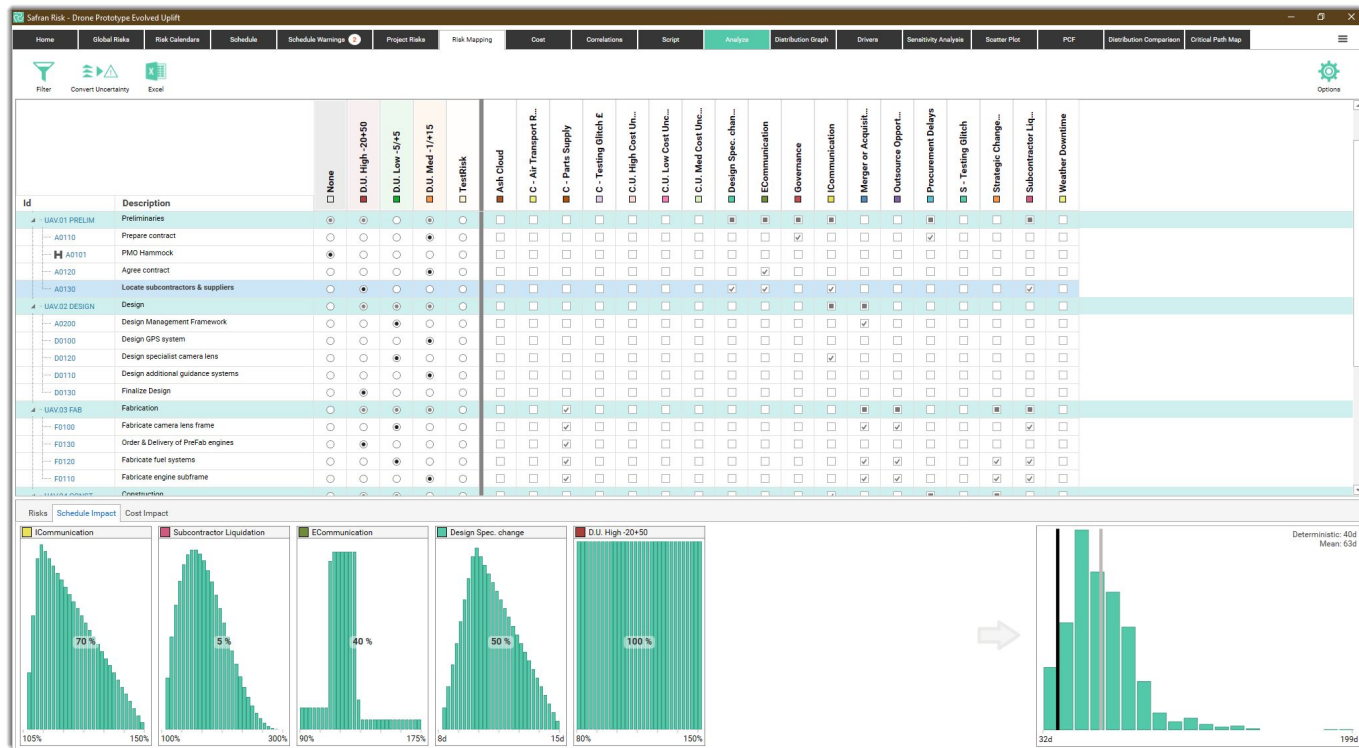 Safran Risk - Drone Prototype Evolved Uplift
Home Global Risks Risk Calendars Schedule Schedule Warnings 2 Project Risks Risk Mapping Cost Correlations Script Analyze Distribution Graph Drivers Sensitivity Analysis Scatter Plot PCF Distribution Comparison Critical Path Map
Filter Convert Uncertainty Excel Options
Id Description None D.U. High -20+50 D.U. Low -5/+5 D.U. Med -1/+15 TestRisk Ash Cloud C - Air Transport R... C - Parts Supply C - Testing Glitch £ C.U. High Cost Un... C.U. Low Cost Unc... C.U. Med Cost Unc... Design Spec. chan... ECommunication Governance ICommunication Merger or Acquisit... Outsource Opport... Procurement Delays S - Testing Glitch Strategic Change... Subcontractor Liq... Weather Downtime
UAV.01 PRELIM Preliminaries
A0110 Prepare contract
H A0101 PMO Hammock
A0120 Agree contract
A0130 Locate subcontractors & suppliers
UAV.02 DESIGN Design
A0200 Design Management Framework
D0100 Design GPS system
D0120 Design specialist camera lens
D0110 Design additional guidance systems
D0130 Finalize Design
UAV.03 FAB Fabrication
F0100 Fabricate camera lens frame
F0130 Order & Delivery of PreFab engines
F0120 Fabricate fuel systems
F0110 Fabricate engine subframe
UAV.04 CONST Construction
Risks Schedule Impact Cost Impact
ICommunication Subcontractor Liquidation ECommunication Design Spec. change D.U. High -20+50
Deterministic: 40d
Mean: 63d
70 % 5 % 40 % 50 % 100 %
105% 150% 100% 300% 90% 175% 8d 15d 80% 150% 32d 199d